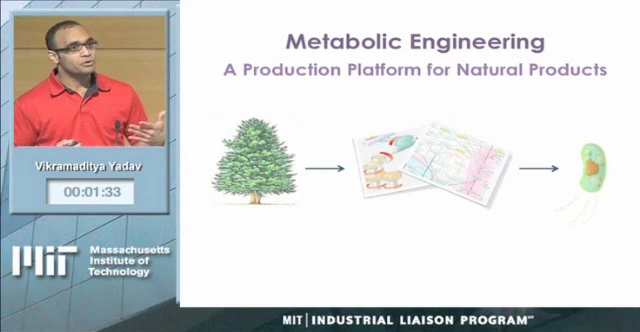 Metabolic Engineering
A Production Platform for Natural Products
Vikramaditya Yadav
00:01:33
MIT
Massachusetts
Institute of
Technology
MIT | INDUSTRIAL LIAISON PROGRAM